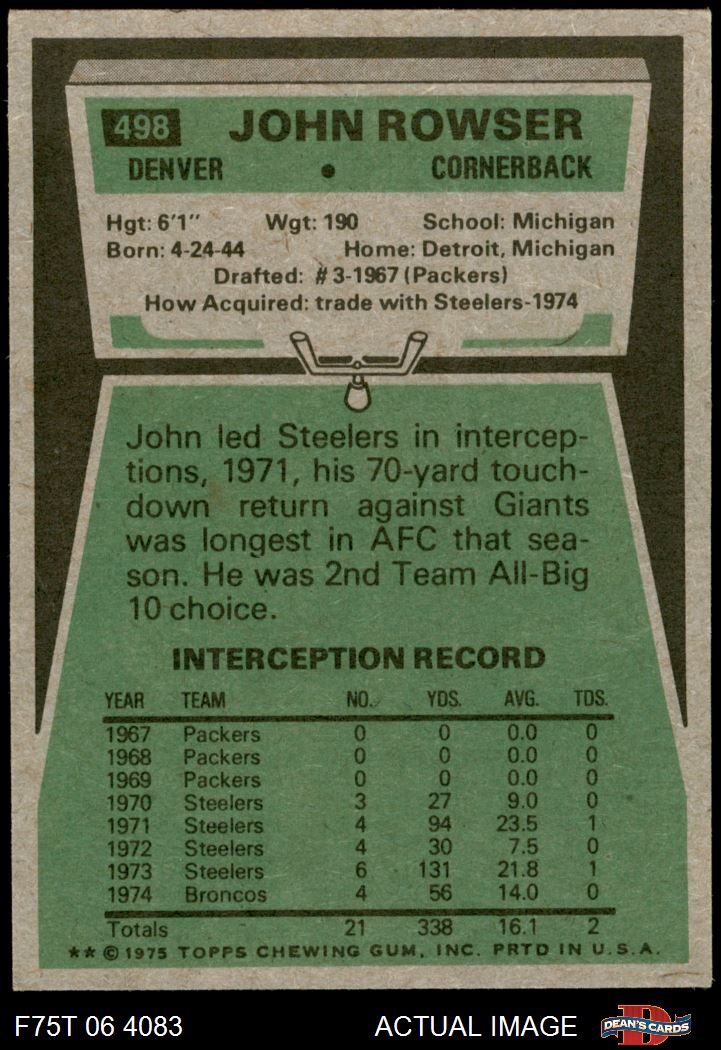 498 JOHN ROWSER
DENVER • CORNERBACK
Hgt: 6'1" Wgt: 190 School: Michigan
Born: 4-24-44 Home: Detroit, Michigan
Drafted: #3-1967 (Packers)
How Acquired: trade with Steelers-1974
John led Steelers in intercep-
tions, 1971, his 70-yard touch-
down return against Giants
was longest in AFC that sea-
son. He was 2nd Team All-Big
10 choice.
INTERCEPTION RECORD
YEAR TEAM NO. YDS. AVG. TDS.
1967 Packers 0 0 0.0 0
1968 Packers 0 0 0.0 0
1969 Packers 0 0 0.0 0
1970 Steelers 3 27 9.0 0
1971 Steelers 4 94 23.5 1
1972 Steelers 4 30 7.5 0
1973 Steelers 6 131 21.8 1
1974 Broncos 4 56 14.0 0
Totals 21 338 16.1 2
** © 1975 TOPPS CHEWING GUM, INC. PRTD IN U.S.A.
F75T 06 4083 ACTUAL IMAGE D DEAN'S CARDS